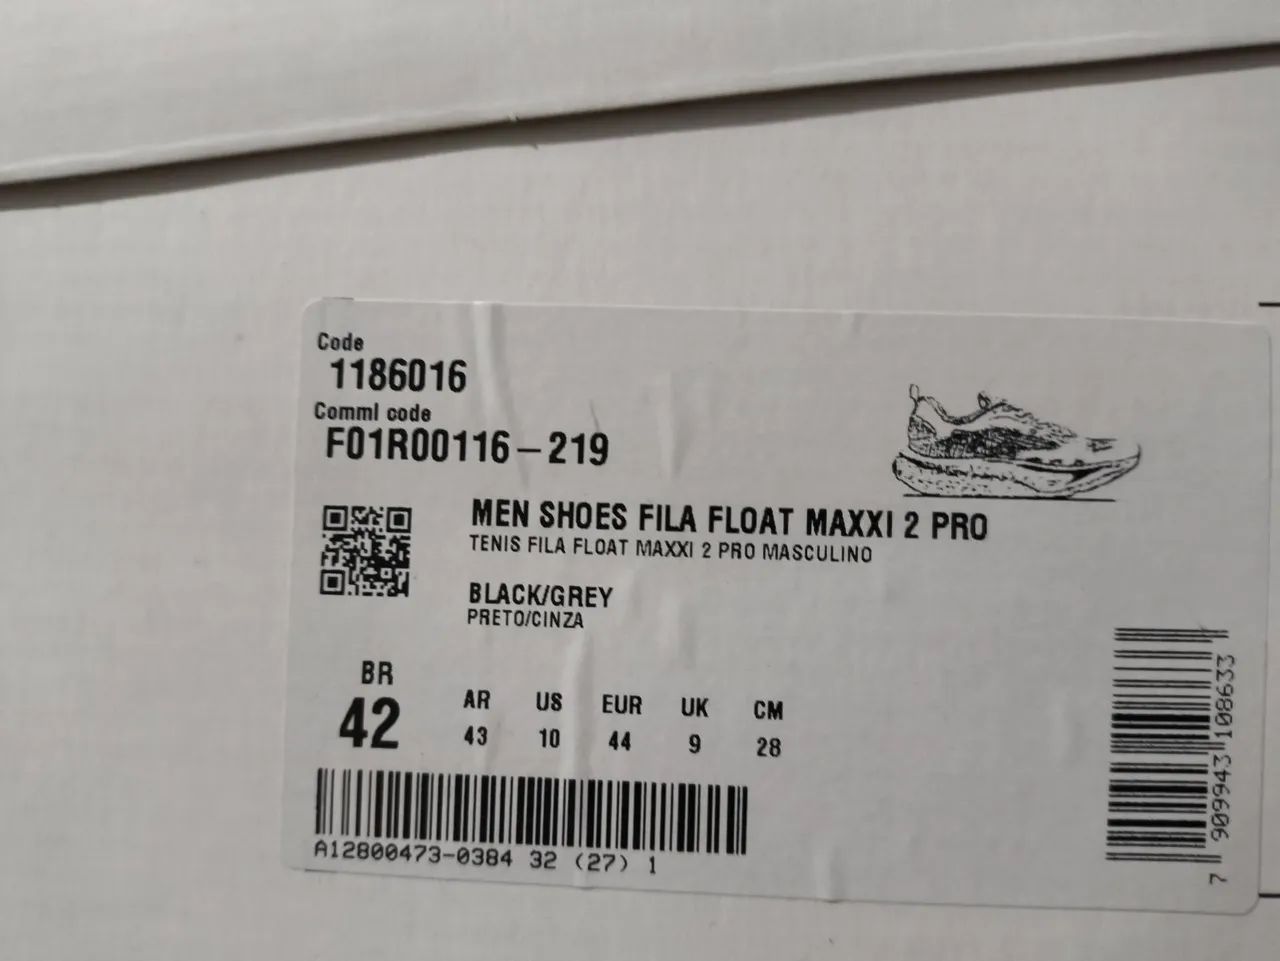 Code
1186016
Comml code
F01R00116-219
MEN SHOES FILA FLOAT MAXXI 2 PRO
TENIS FILA FLOAT MAXXI 2 PRO MASCULINO
BLACK/GREY
PRETO/CINZA
BR AR US EUR UK CM
42 43 10 44 9 28
A12800473-0384 32 (27) 1
7 909943 108633